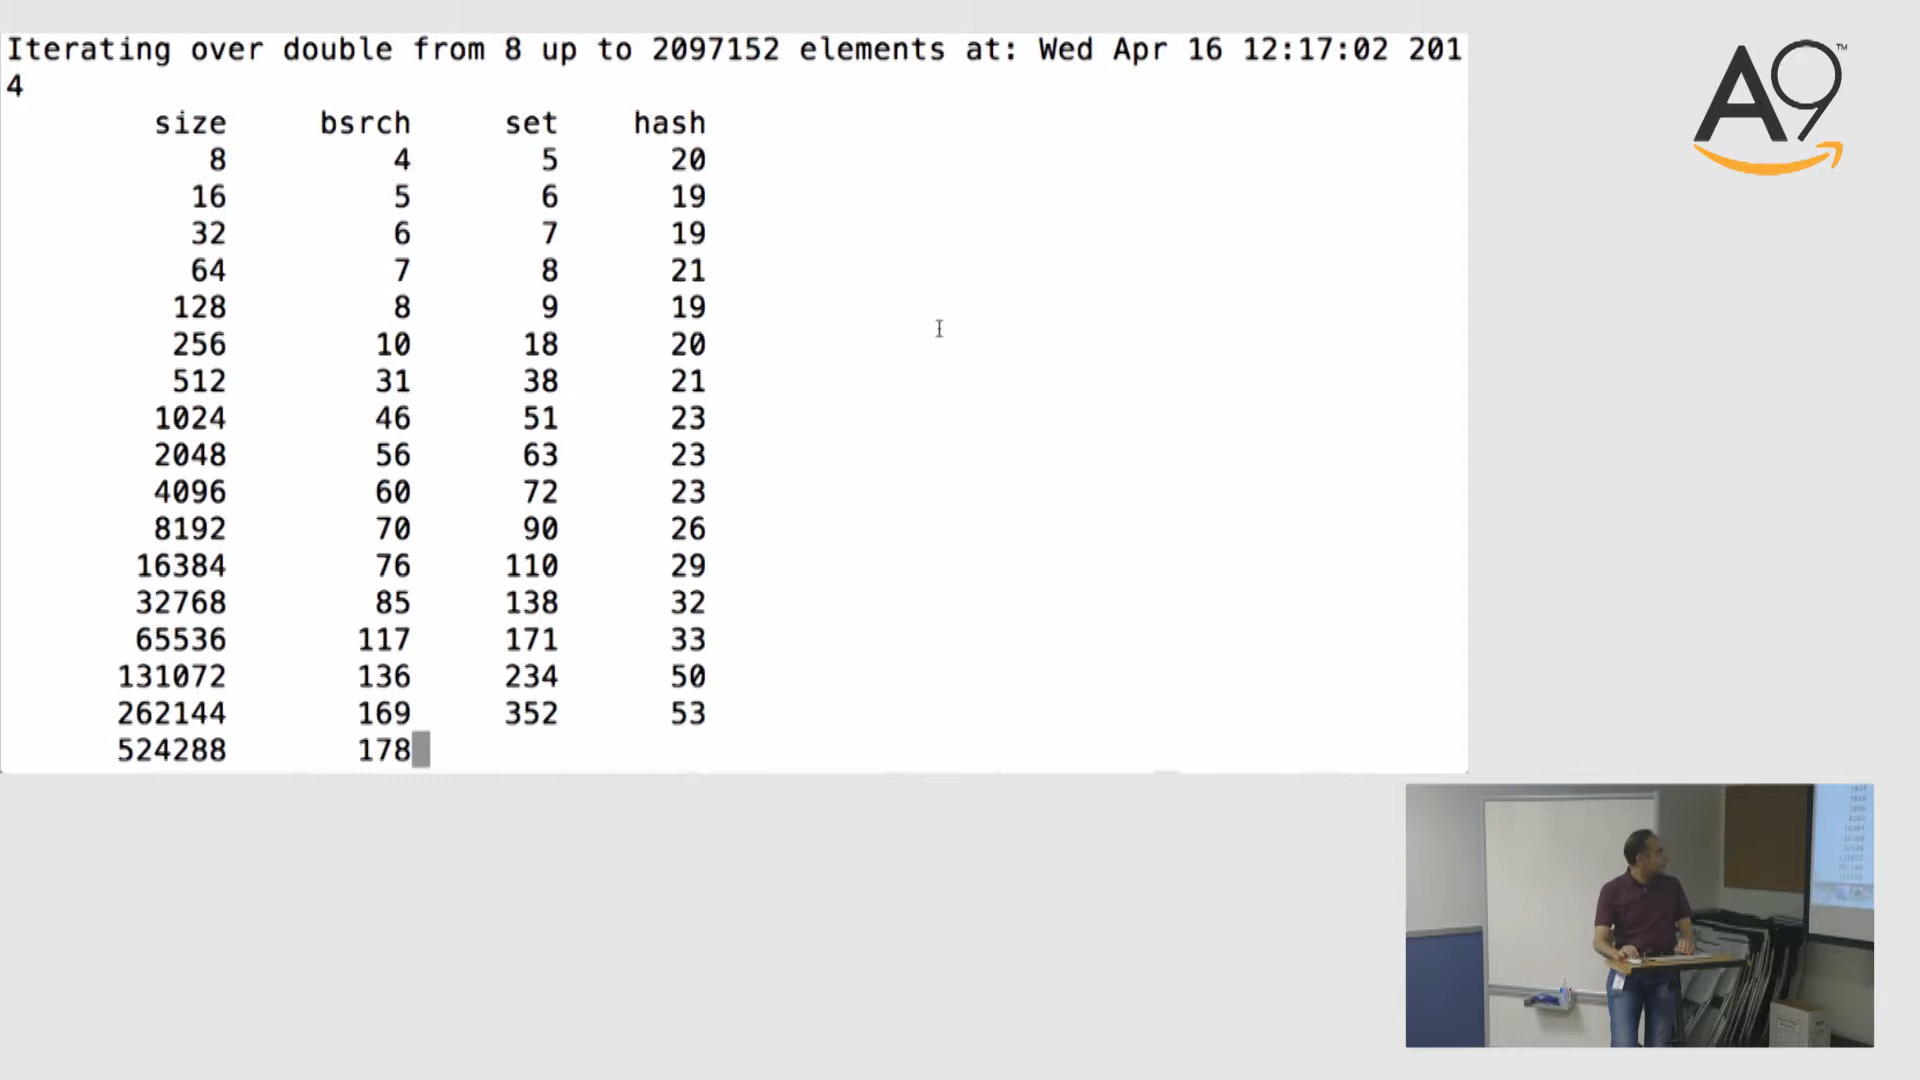 Iterating over double from 8 up to 2097152 elements at: Wed Apr 16 12:17:02 201
4
size bsrch set hash
8 4 5 20
16 5 6 19
32 6 7 19
64 7 8 21
128 8 9 19
256 10 18 20
512 31 38 21
1024 46 51 23
2048 56 63 23
4096 60 72 23
8192 70 90 26
16384 76 110 29
32768 85 138 32
65536 117 171 33
131072 136 234 50
262144 169 352 53
524288 178
A9™